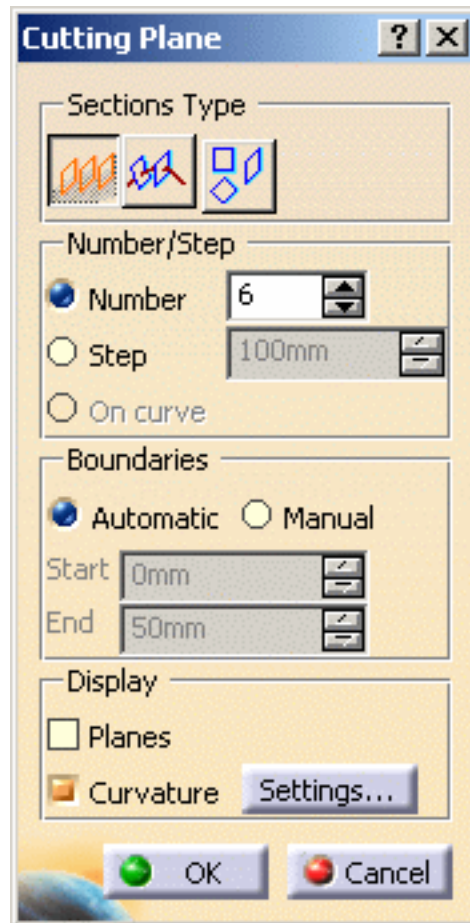 Cutting Plane ?
Sections Type
Number/Step
Number 6
Step 100mm
On curve
Boundaries
Automatic Manual
Start 0mm
End 50mm
Display
Planes
Curvature Settings...
OK Cancel